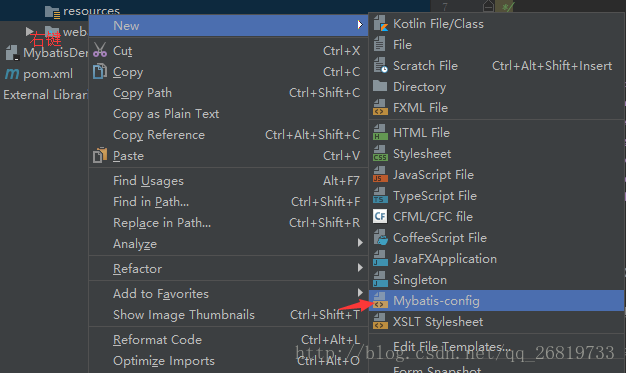 7
resources
右键
web
MybatisDer
pom.xml
External Librar
New
Cut Ctrl+X
Copy Ctrl+C
Copy Path Ctrl+Shift+C
Copy as Plain Text
Copy Reference Ctrl+Alt+Shift+C
Paste Ctrl+V
Find Usages Alt+F7
Find in Path... Ctrl+Shift+F
Replace in Path... Ctrl+Shift+R
Analyze
Refactor
Add to Favorites
Show Image Thumbnails Ctrl+Shift+T
Reformat Code Ctrl+Alt+L
Optimize Imports Ctrl+Alt+O
Kotlin File/Class
File
Scratch File Ctrl+Alt+Shift+Insert
Directory
FXML File
HTML File
Stylesheet
JavaScript File
TypeScript File
CFML/CFC file
CoffeeScript File
JavaFXApplication
Singleton
Mybatis-config
XSLT Stylesheet
Edit File Templates...
Form Snapshot
http://blog.csdn.net/qq_26819733